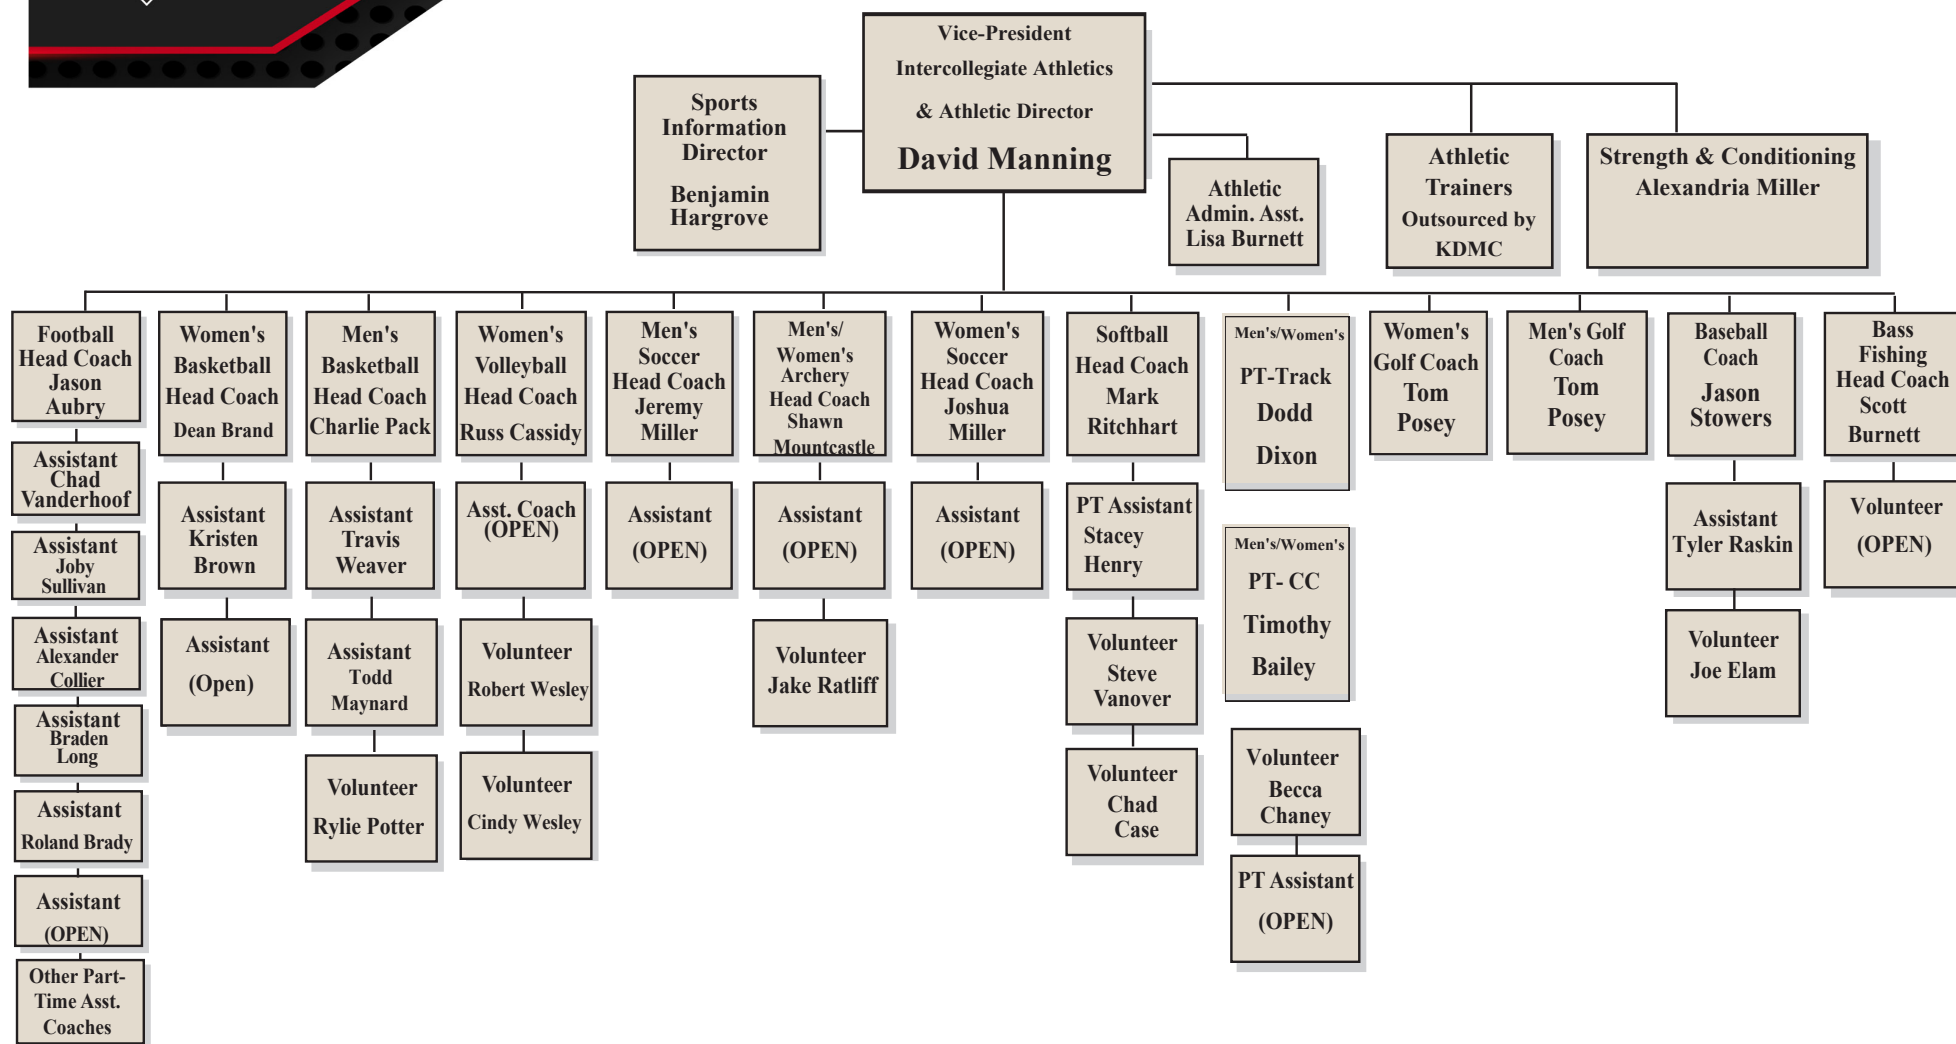 Vice-President
Intercollegiate Athletics
& Athletic Director
David Manning
Sports
Information
Director
Benjamin
Hargrove
Athletic
Admin. Asst.
Lisa Burnett
Athletic
Trainers
Outsourced by
KDMC
Strength & Conditioning
Alexandria Miller
Football
Head Coach
Jason
Aubry
Assistant
Chad
Vanderhoof
Assistant
Joby
Sullivan
Assistant
Alexander
Collier
Assistant
Braden
Long
Assistant
Roland Brady
Assistant
(OPEN)
Other Part-
Time Asst.
Coaches
Women's
Basketball
Head Coach
Dean Brand
Assistant
Kristen
Brown
Assistant
(Open)
Men's
Basketball
Head Coach
Charlie Pack
Assistant
Travis
Weaver
Assistant
Todd
Maynard
Volunteer
Rylie Potter
Women's
Volleyball
Head Coach
Russ Cassidy
Asst. Coach
(OPEN)
Volunteer
Robert Wesley
Volunteer
Cindy Wesley
Men's
Soccer
Head Coach
Jeremy
Miller
Assistant
(OPEN)
Men's/
Women's
Archery
Head Coach
Shawn
Mountcastle
Assistant
(OPEN)
Volunteer
Jake Ratliff
Women's
Soccer
Head Coach
Joshua
Miller
Assistant
(OPEN)
Softball
Head Coach
Mark
Ritchhart
PT Assistant
Stacey
Henry
Volunteer
Steve
Vanover
Volunteer
Chad
Case
Men's/Women's
PT-Track
Dodd
Dixon
Men's/Women's
PT- CC
Timothy
Bailey
Volunteer
Becca
Chaney
PT Assistant
(OPEN)
Women's
Golf Coach
Tom
Posey
Men's Golf
Coach
Tom
Posey
Baseball
Coach
Jason
Stowers
Assistant
Tyler Raskin
Volunteer
Joe Elam
Bass
Fishing
Head Coach
Scott
Burnett
Volunteer
(OPEN)